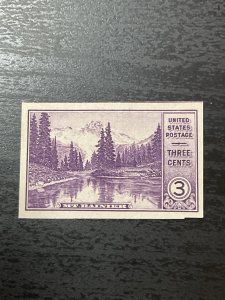 UNITED
STATES
POSTAGE
THREE
CENTS
3
MT. RAINIER